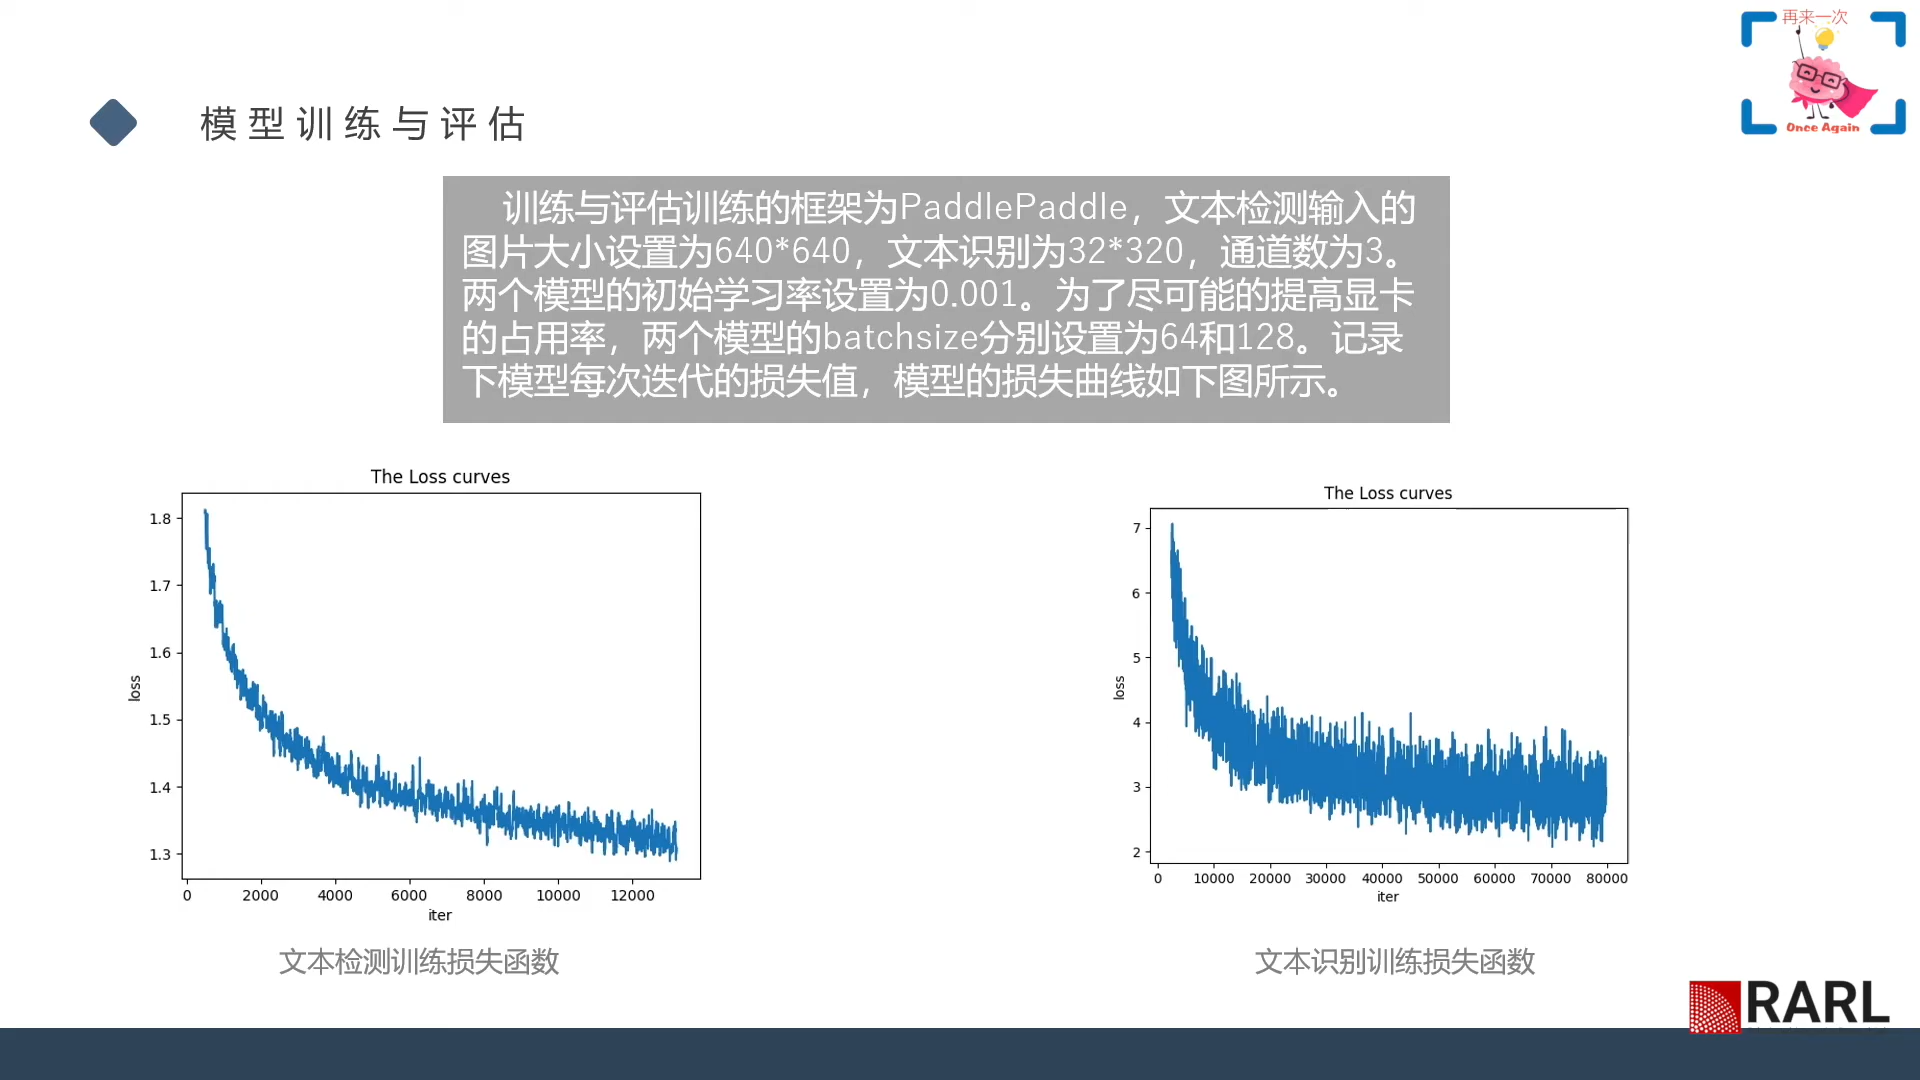 再来一次
Once Again
模型训练与评估
训练与评估训练的框架为PaddlePaddle，文本检测输入的
图片大小设置为640*640，文本识别为32*320，通道数为3。
两个模型的初始学习率设置为0.001。为了尽可能的提高显卡
的占用率，两个模型的batchsize分别设置为64和128。记录
下模型每次迭代的损失值，模型的损失曲线如下图所示。
The Loss curves
1.8
1.7
1.6
1.5
1.4
1.3
loss
0 2000 4000 6000 8000 10000 12000
iter
文本检测训练损失函数
The Loss curves
7
6
5
4
3
2
loss
0 10000 20000 30000 40000 50000 60000 70000 80000
iter
文本识别训练损失函数
RARL